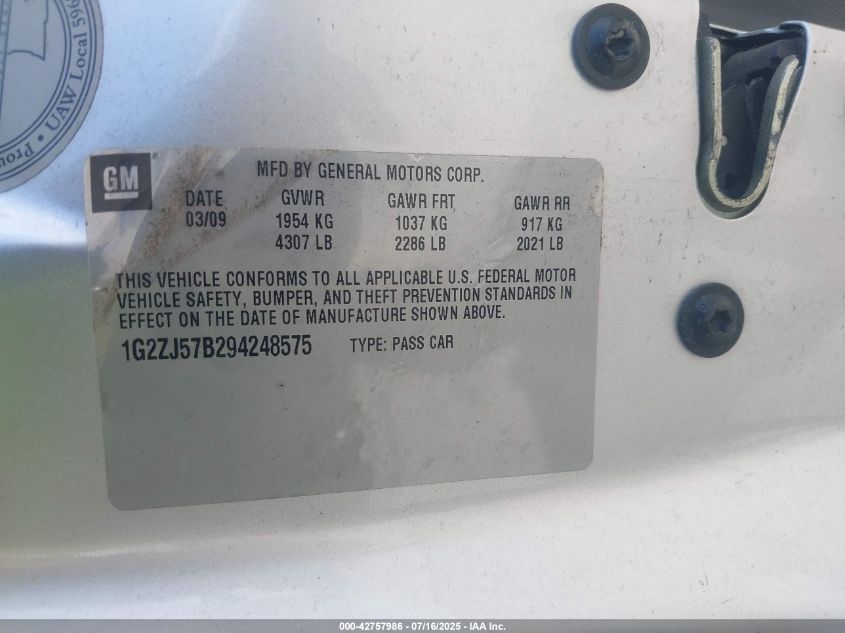 Prou
• UAW Local 596
GM
MFD BY GENERAL MOTORS CORP.
DATE GVWR GAWR FRT GAWR RR
03/09 1954 KG 1037 KG 917 KG
4307 LB 2286 LB 2021 LB
THIS VEHICLE CONFORMS TO ALL APPLICABLE U.S. FEDERAL MOTOR
VEHICLE SAFETY, BUMPER, AND THEFT PREVENTION STANDARDS IN
EFFECT ON THE DATE OF MANUFACTURE SHOWN ABOVE.
1G2ZJ57B294248575 TYPE: PASS CAR
000-42757986 - 07/16/2025 - IAA Inc.